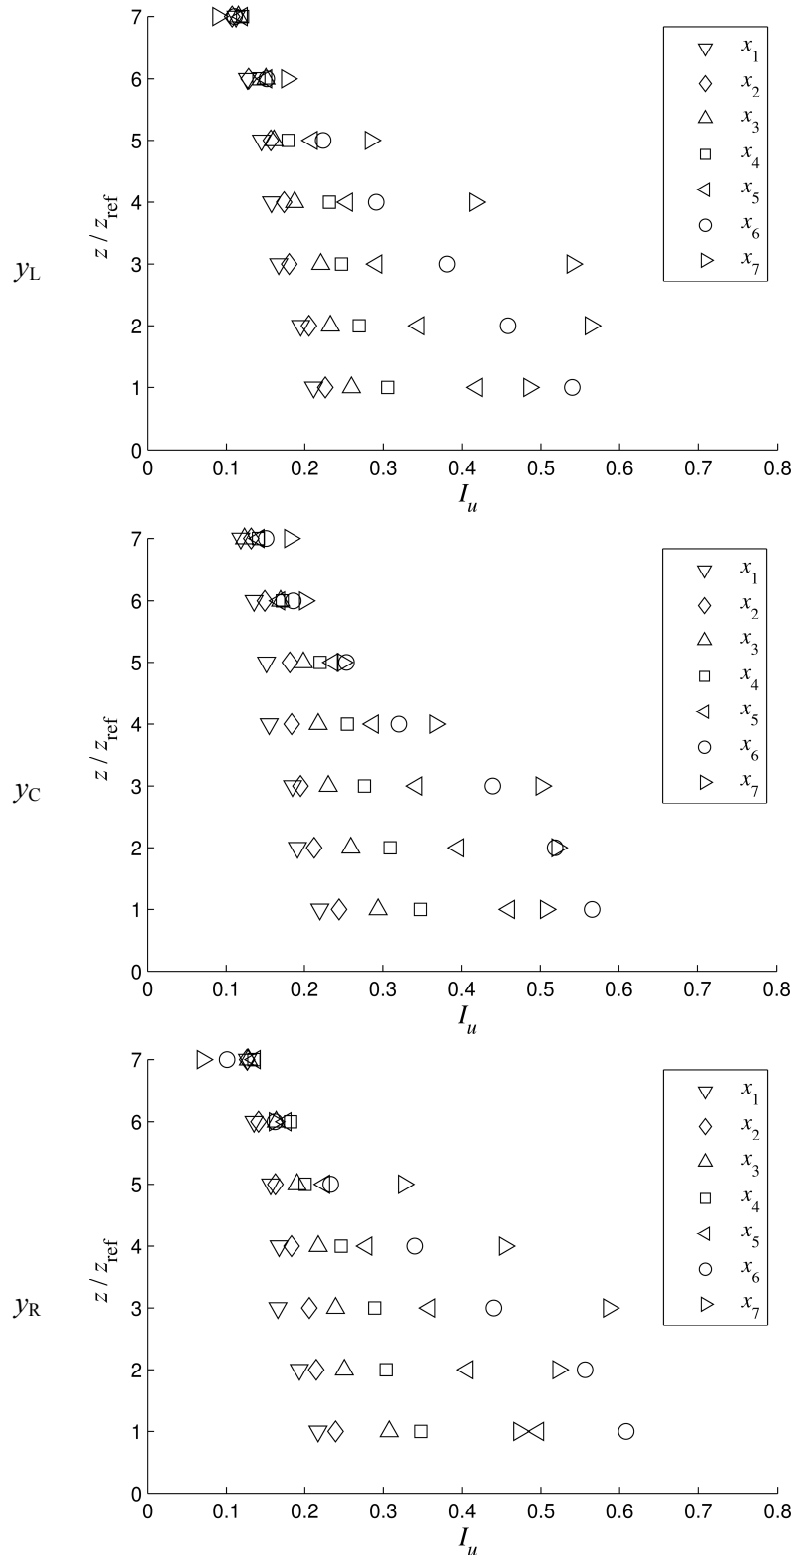 7
6
5
4
3
2
1
0
z / z_ref
y_L
0 0.1 0.2 0.3 0.4 0.5 0.6 0.7 0.8
I_u
x_1
x_2
x_3
x_4
x_5
x_6
x_7
7
6
5
4
3
2
1
0
z / z_ref
y_C
0 0.1 0.2 0.3 0.4 0.5 0.6 0.7 0.8
I_u
x_1
x_2
x_3
x_4
x_5
x_6
x_7
7
6
5
4
3
2
1
0
z / z_ref
y_R
0 0.1 0.2 0.3 0.4 0.5 0.6 0.7 0.8
I_u
x_1
x_2
x_3
x_4
x_5
x_6
x_7